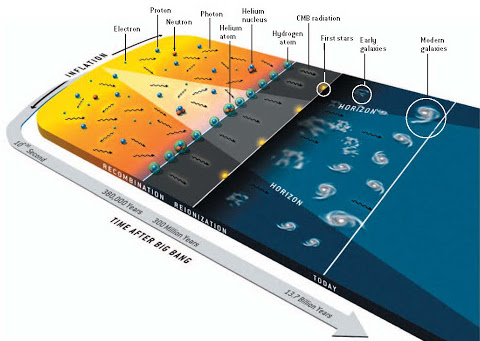 Proton
Electron
Neutron
Photon
Helium
nucleus
Helium
atom
Hydrogen
atom
CMB radiation
First stars
Early
galaxies
Modern
galaxies
INFLATION
HORIZON
HORIZON
RECOMBINATION
REIONIZATION
TODAY
Second
380,000 Years
300 Million Years
13.7 Billion Years
TIME AFTER BIG BANG